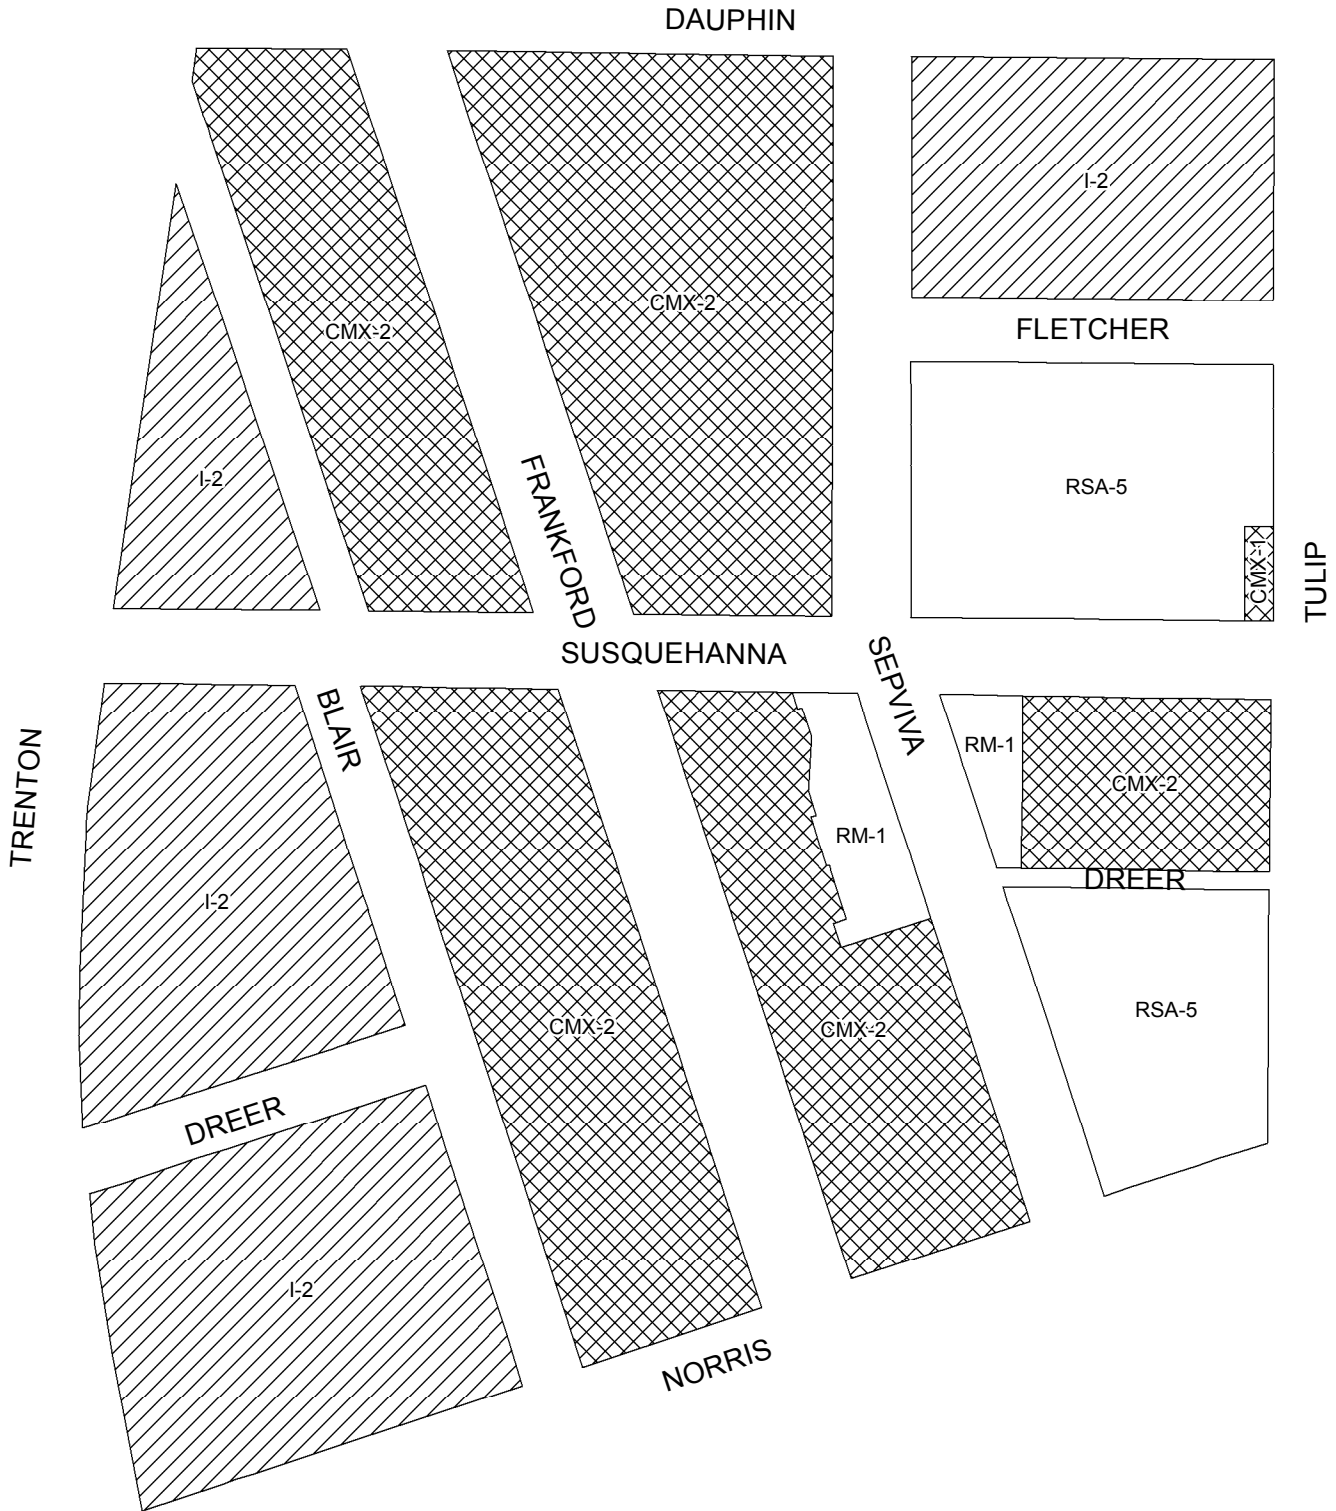 DAUPHIN
I-2
CMX-2
CMX-2
FLETCHER
I-2
FRANKFORD
RSA-5
CMX-1
TULIP
SUSQUEHANNA
SEPVIVA
BLAIR
TRENTON
RM-1
CMX-2
RM-1
DREER
I-2
CMX-2
CMX-2
RSA-5
DREER
I-2
NORRIS